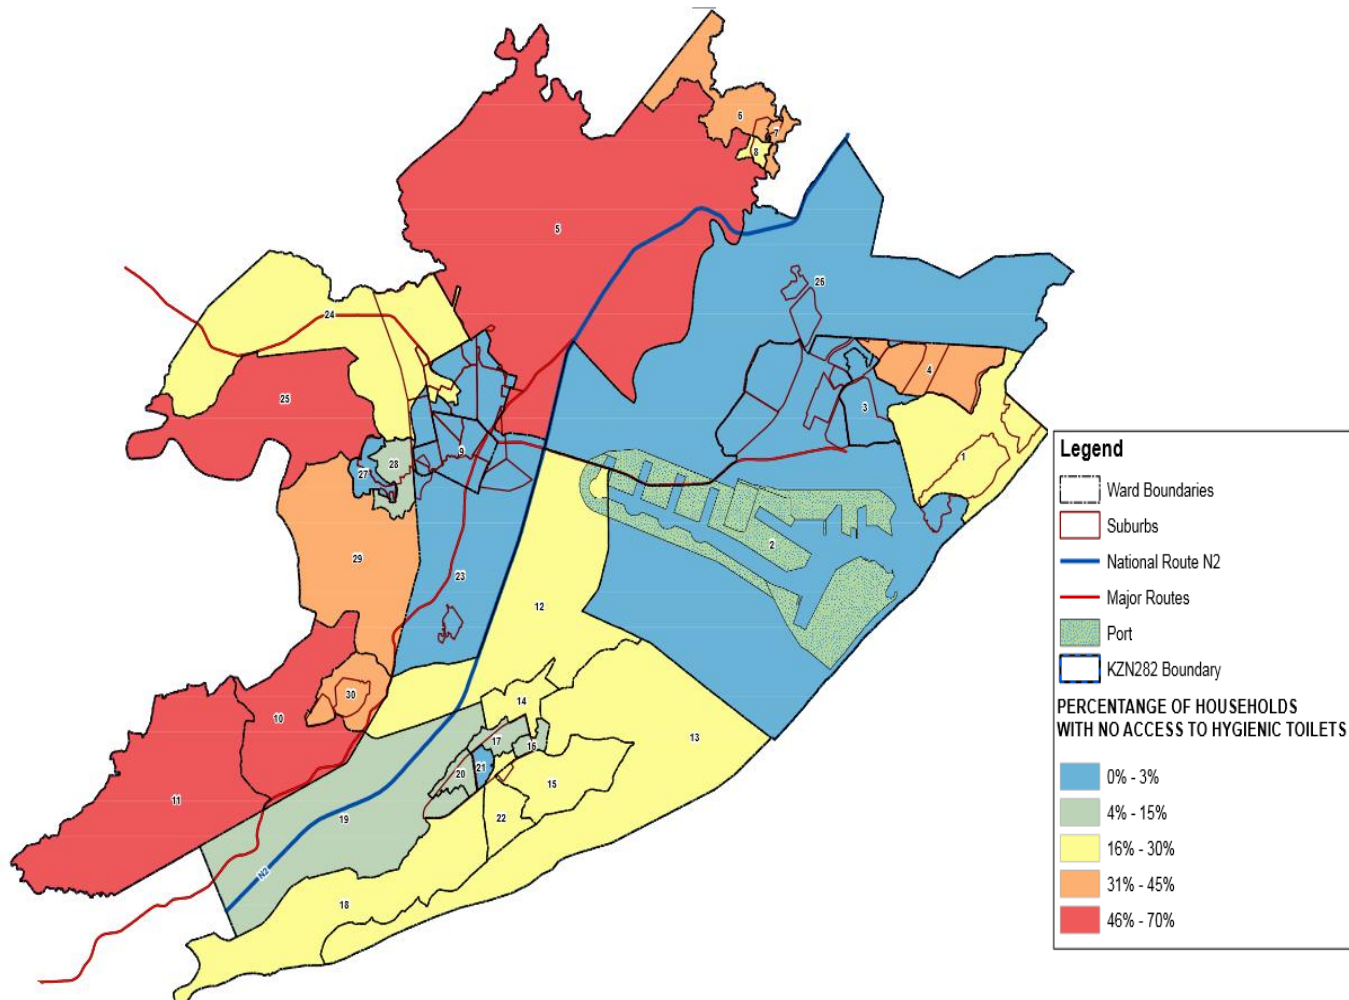 6
7
8
5
26
24
4
25
3
9
1
28
27
2
29
23
12
30
14
10
17
16
13
21
20
15
11
19
22
N2
18
Legend
Ward Boundaries
Suburbs
National Route N2
Major Routes
Port
KZN282 Boundary
PERCENTANGE OF HOUSEHOLDS
WITH NO ACCESS TO HYGIENIC TOILETS
0% - 3%
4% - 15%
16% - 30%
31% - 45%
46% - 70%